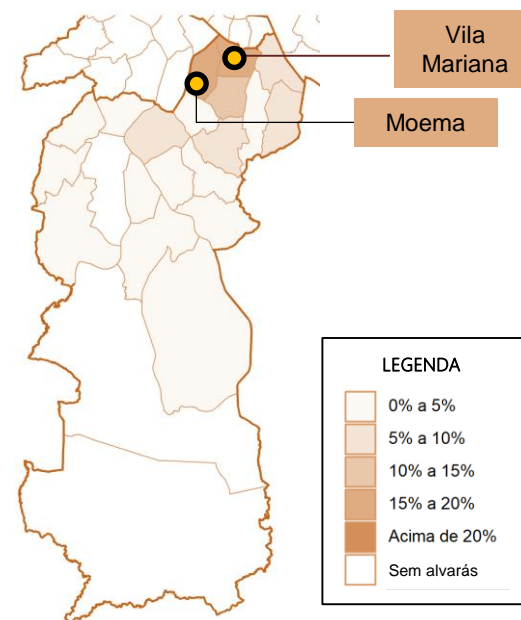 Vila
Mariana
Moema
LEGENDA
0% a 5%
5% a 10%
10% a 15%
15% a 20%
Acima de 20%
Sem alvarás